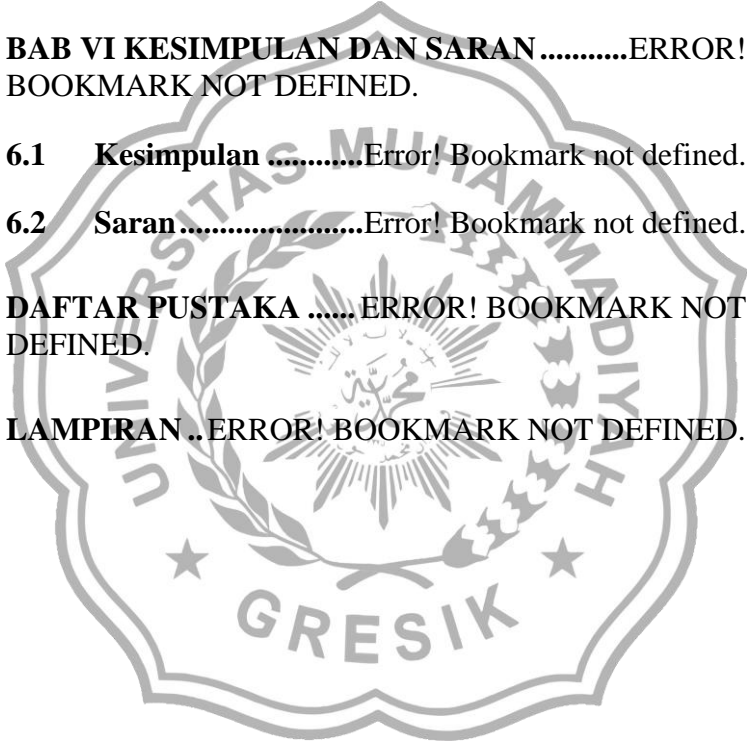 BAB VI KESIMPULAN DAN SARAN ...........ERROR!
BOOKMARK NOT DEFINED.
6.1 Kesimpulan ............Error! Bookmark not defined.
6.2 Saran.......................Error! Bookmark not defined.
DAFTAR PUSTAKA ...... ERROR! BOOKMARK NOT
DEFINED.
LAMPIRAN .. ERROR! BOOKMARK NOT DEFINED.
UNIVERSITAS MUHAMMADIYAH
GRESIK